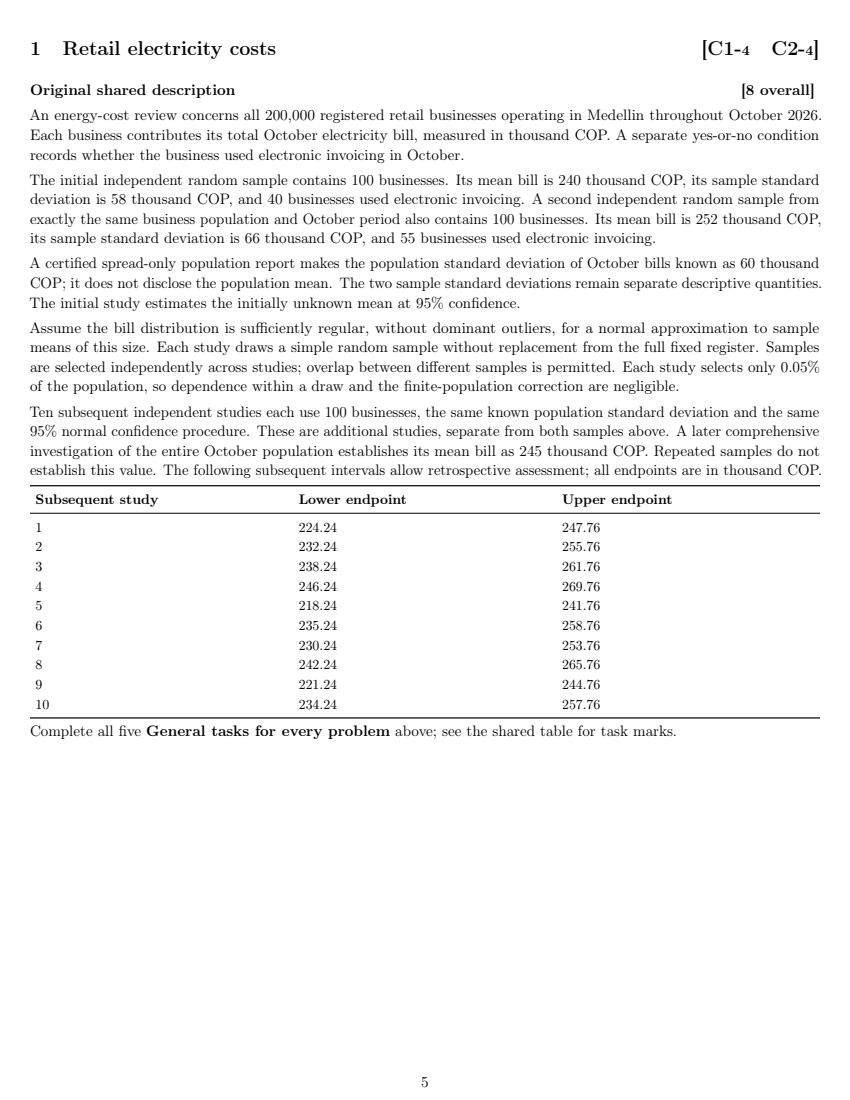 1 Retail electricity costs [C1-4 C2-4]
Original shared description [8 overall]
An energy-cost review concerns all 200,000 registered retail businesses operating in Medellin throughout October 2026.
Each business contributes its total October electricity bill, measured in thousand COP. A separate yes-or-no condition
records whether the business used electronic invoicing in October.
The initial independent random sample contains 100 businesses. Its mean bill is 240 thousand COP, its sample standard
deviation is 58 thousand COP, and 40 businesses used electronic invoicing. A second independent random sample from
exactly the same business population and October period also contains 100 businesses. Its mean bill is 252 thousand COP,
its sample standard deviation is 66 thousand COP, and 55 businesses used electronic invoicing.
A certified spread-only population report makes the population standard deviation of October bills known as 60 thousand
COP; it does not disclose the population mean. The two sample standard deviations remain separate descriptive quantities.
The initial study estimates the initially unknown mean at 95% confidence.
Assume the bill distribution is sufficiently regular, without dominant outliers, for a normal approximation to sample
means of this size. Each study draws a simple random sample without replacement from the full fixed register. Samples
are selected independently across studies; overlap between different samples is permitted. Each study selects only 0.05%
of the population, so dependence within a draw and the finite-population correction are negligible.
Ten subsequent independent studies each use 100 businesses, the same known population standard deviation and the same
95% normal confidence procedure. These are additional studies, separate from both samples above. A later comprehensive
investigation of the entire October population establishes its mean bill as 245 thousand COP. Repeated samples do not
establish this value. The following subsequent intervals allow retrospective assessment; all endpoints are in thousand COP.
Subsequent study Lower endpoint Upper endpoint
1 224.24 247.76
2 232.24 255.76
3 238.24 261.76
4 246.24 269.76
5 218.24 241.76
6 235.24 258.76
7 230.24 253.76
8 242.24 265.76
9 221.24 244.76
10 234.24 257.76
Complete all five General tasks for every problem above; see the shared table for task marks.
5